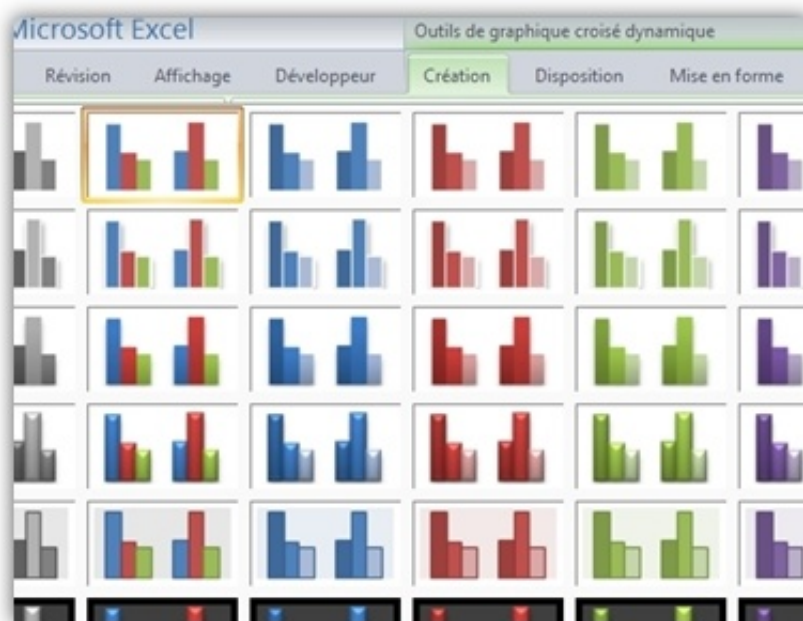 Microsoft Excel
Outils de graphique croisé dynamique
Révision Affichage Développeur Création Disposition Mise en forme